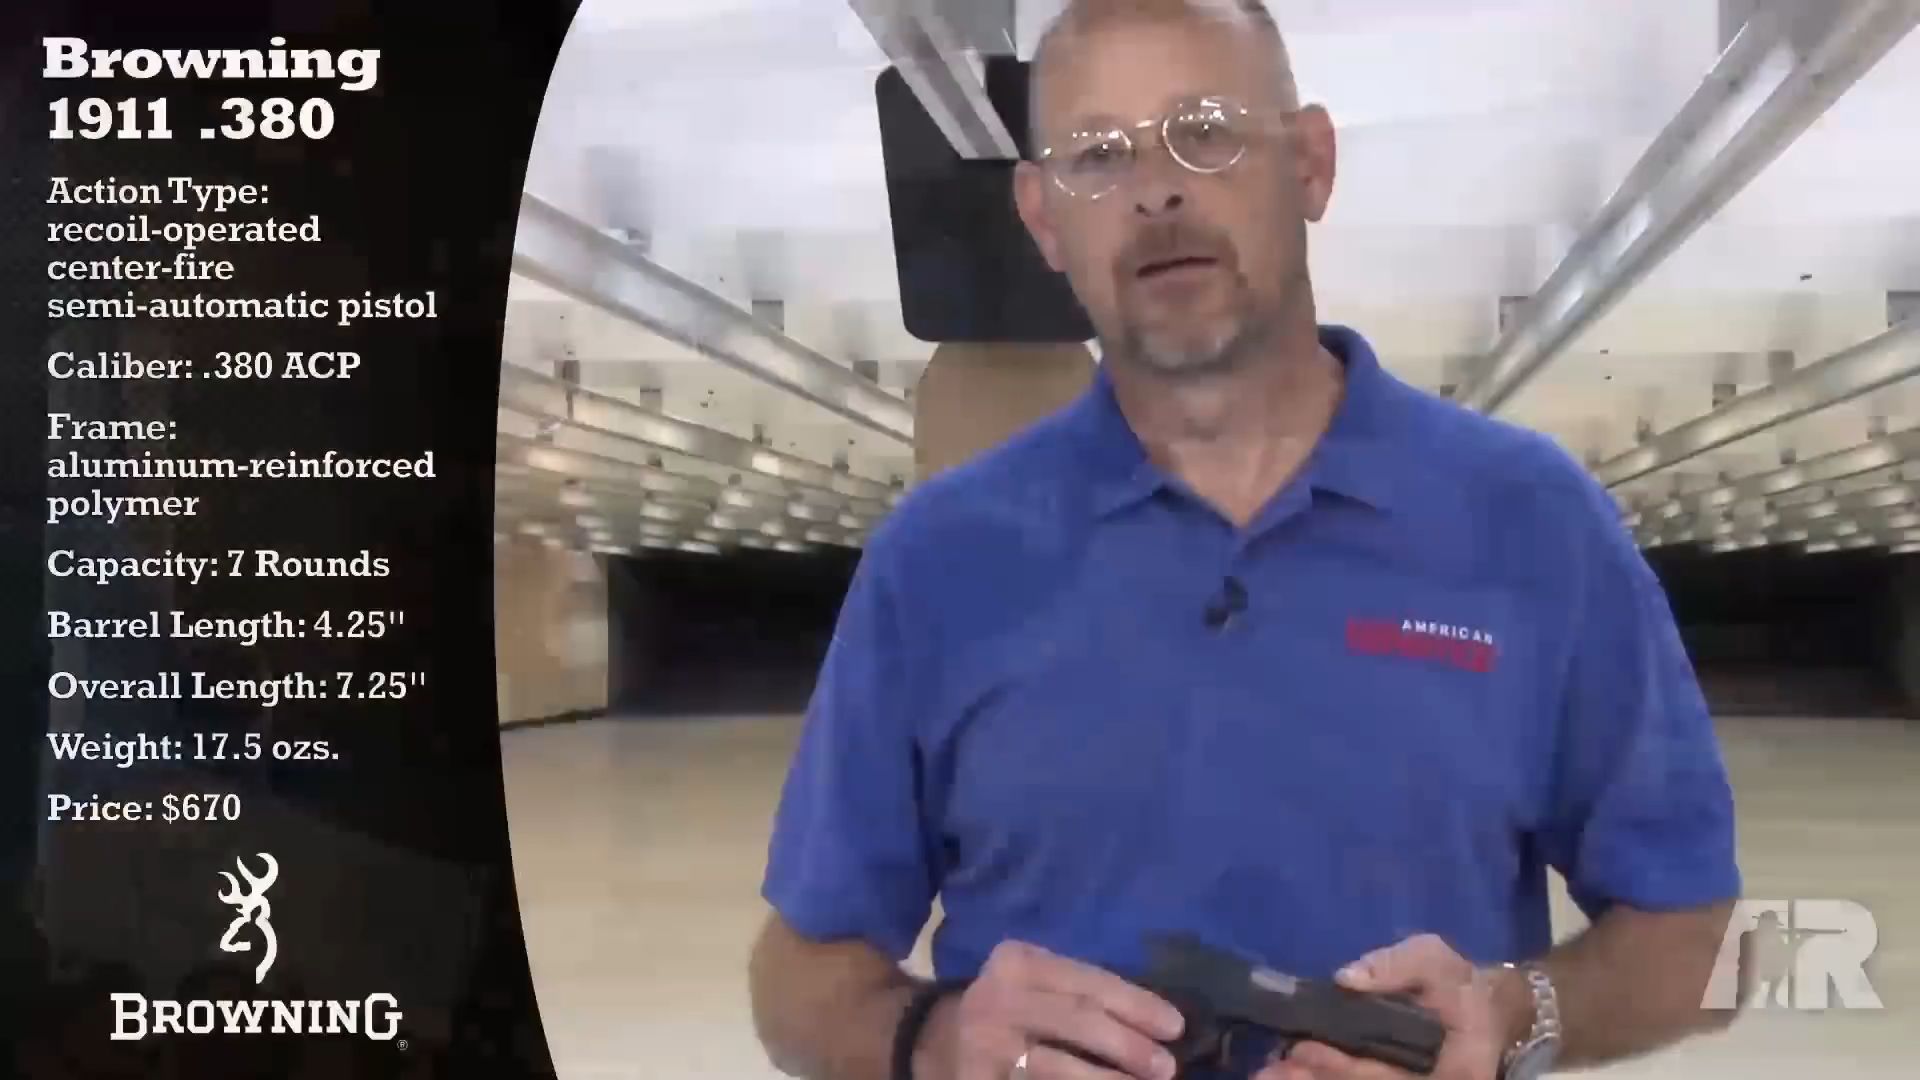 Browning
1911 .380
Action Type:
recoil-operated
center-fire
semi-automatic pistol
Caliber: .380 ACP
Frame:
aluminum-reinforced
polymer
Capacity: 7 Rounds
Barrel Length: 4.25"
Overall Length: 7.25"
Weight: 17.5 ozs.
Price: $670
BROWNING
®
AMERICAN
AR